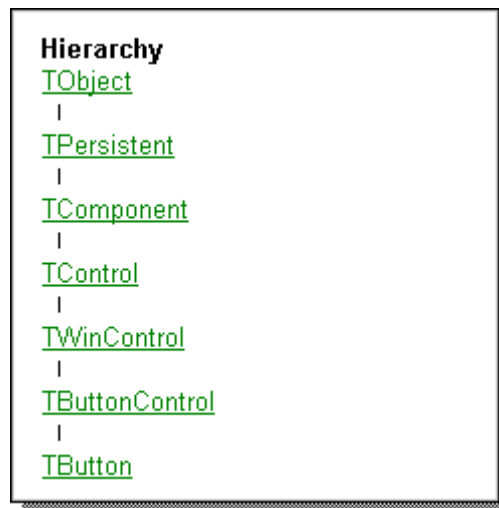 Hierarchy
TObject
|
TPersistent
|
TComponent
|
TControl
|
TWinControl
|
TButtonControl
|
TButton